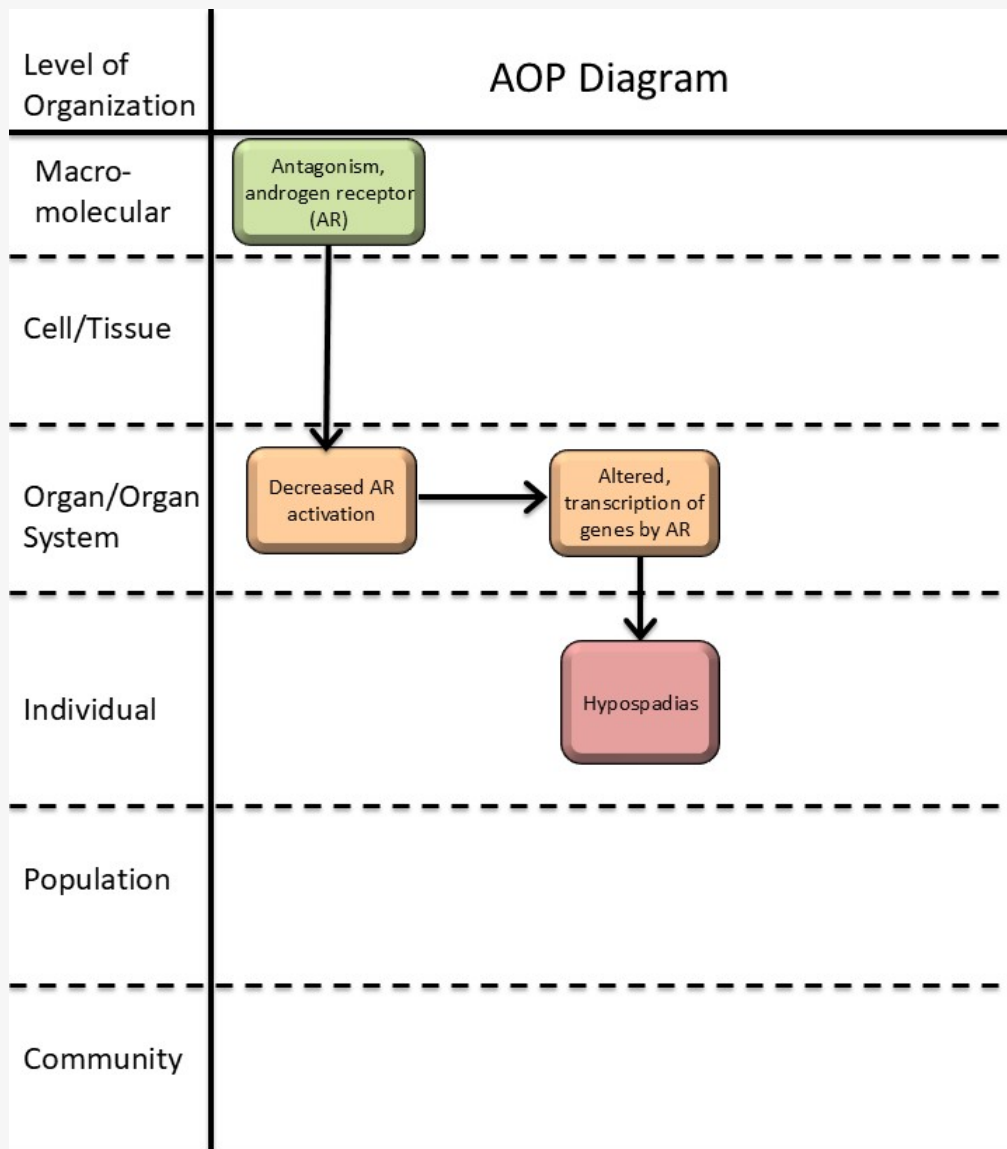 Level of
Organization
AOP Diagram
Macro-
molecular
Antagonism,
androgen receptor
(AR)
Cell/Tissue
Organ/Organ
System
Decreased AR
activation
Altered,
transcription of
genes by AR
Individual
Hypospadias
Population
Community